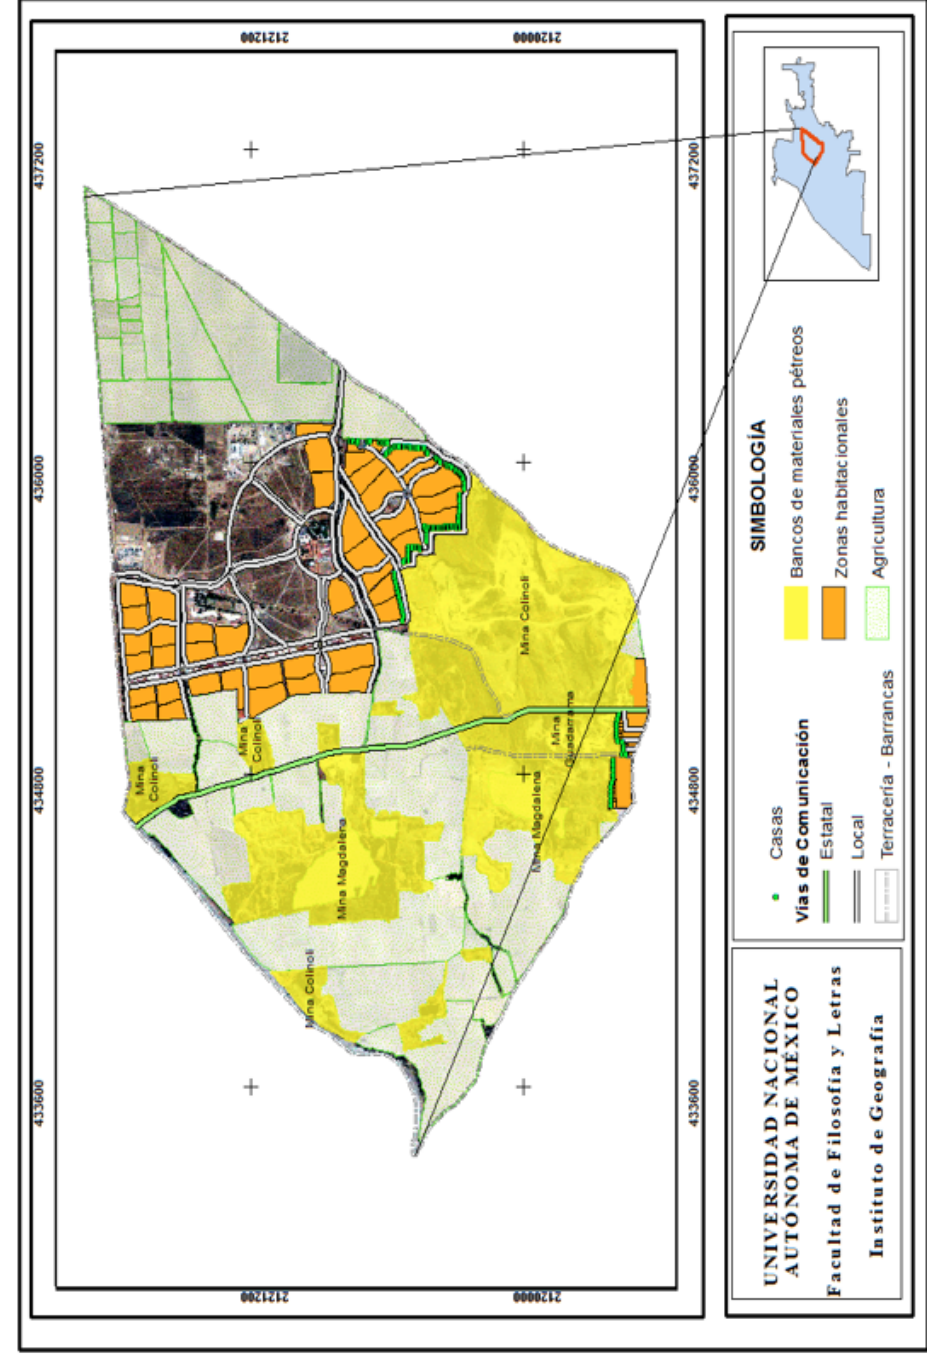 433600 434800 436000 437200
2121200 2121200
Mina
Colinoli
Mina
Colinoli
Mina Colinoli
Mina Magdalena
2120000 2120000
Mina Colinoli
Mina Magdalena
Mina
Guadarrama
433600 434800 436000 437200
UNIVERSIDAD NACIONAL
AUTÓNOMA DE MÉXICO
Facultad de Filosofía y Letras
Instituto de Geografía
SIMBOLOGÍA
Casas
Vías de Comunicación
Estatal
Local
Terracería - Barrancas
Bancos de materiales pétreos
Zonas habitacionales
Agricultura